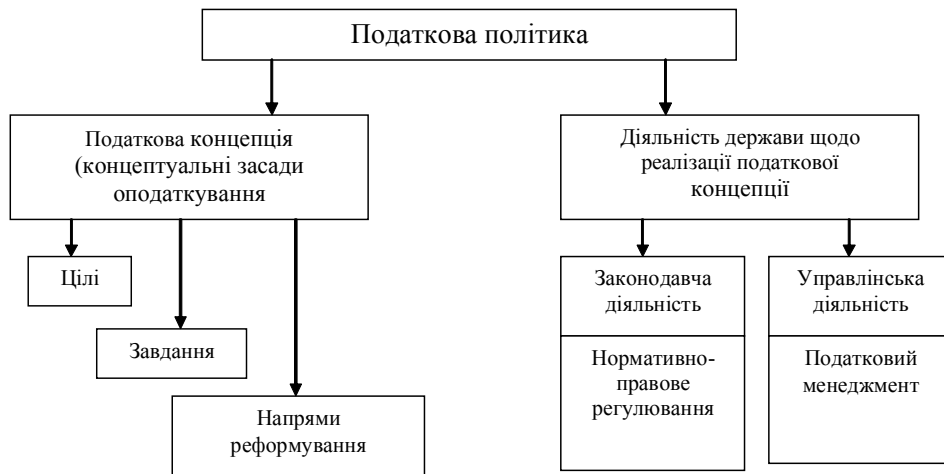 Податкова політика
Податкова концепція
(концептуальні засади
оподаткування
Діяльність держави щодо
реалізації податкової
концепції
Цілі
Завдання
Напрями
реформування
Законодавча
діяльність
Нормативно-
правове
регулювання
Управлінська
діяльність
Податковий
менеджмент